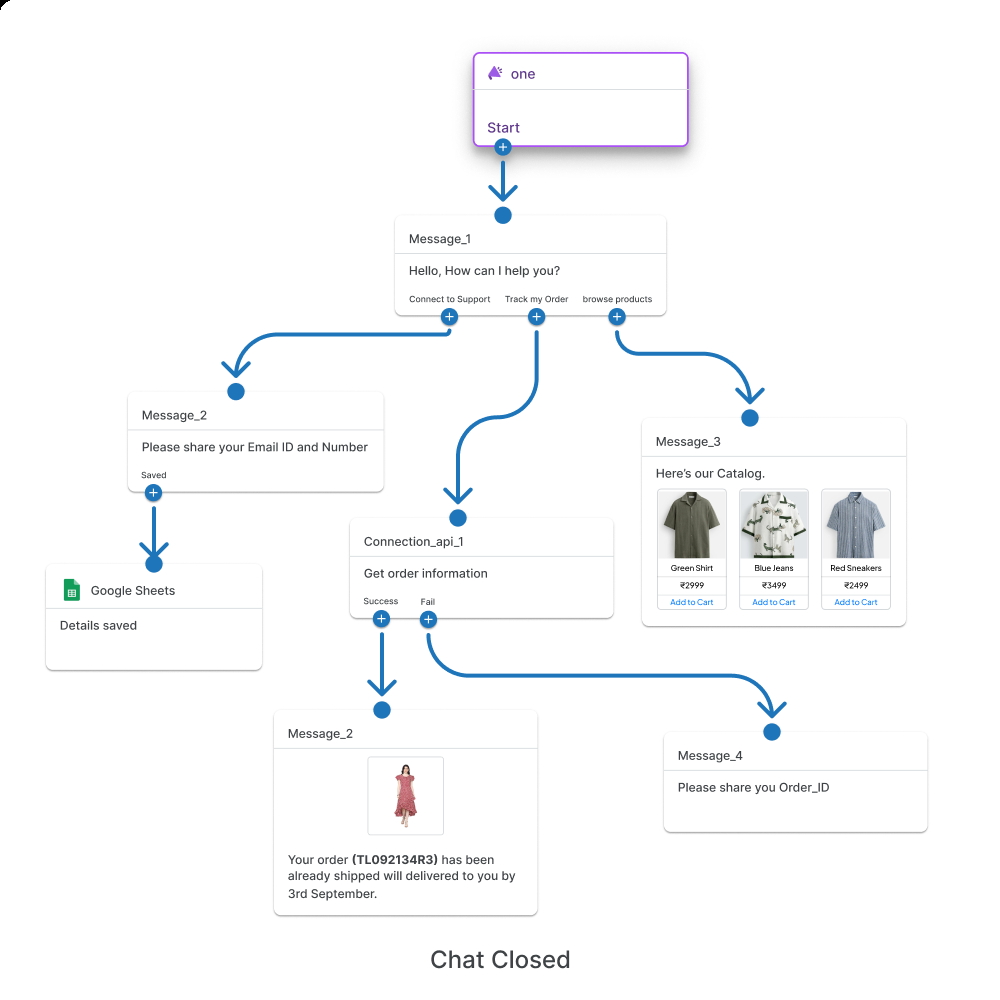 one
Start
Message_1
Hello, How can I help you?
Connect to Support Track my Order browse products
Message_2
Please share your Email ID and Number
Saved
Google Sheets
Details saved
Connection_api_1
Get order information
Success Fail
Message_3
Here's our Catalog.
Green Shirt Blue Jeans Red Sneakers
₹2999 ₹3499 ₹2499
Add to Cart Add to Cart Add to Cart
Message_2
Your order (TL092134R3) has been
already shipped will delivered to you by
3rd September.
Message_4
Please share you Order_ID
Chat Closed